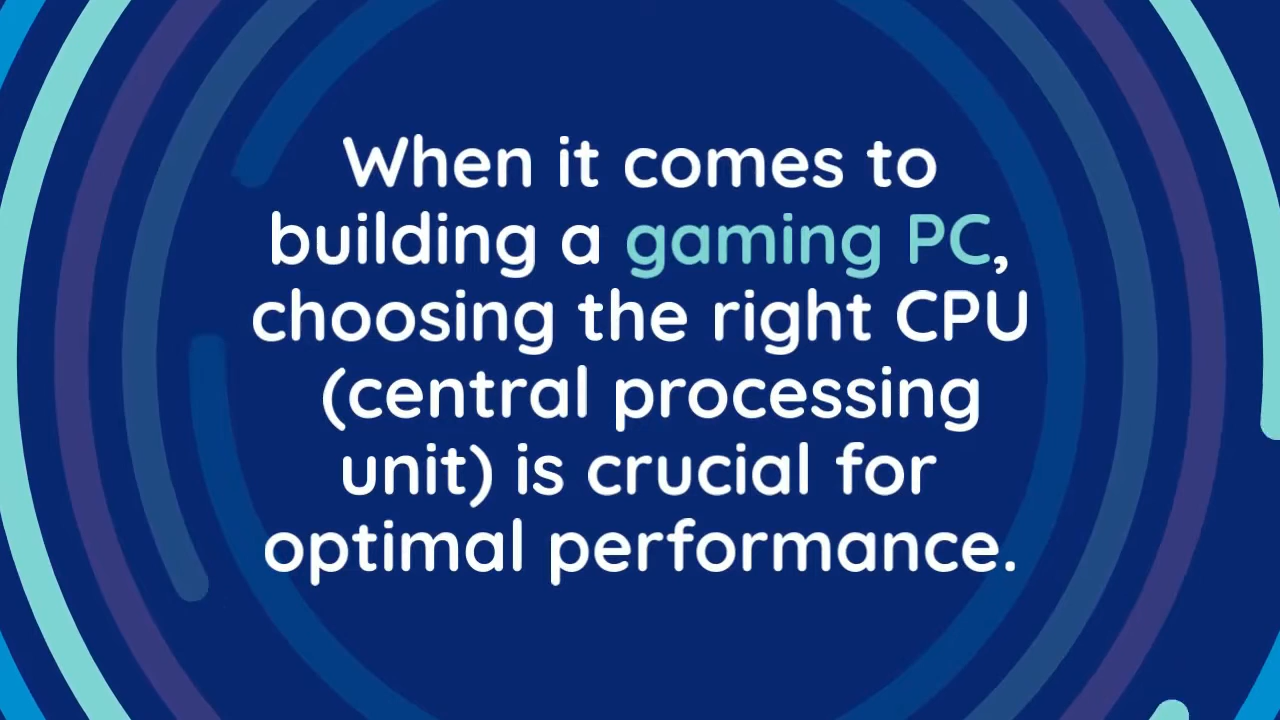 When it comes to
building a gaming PC,
choosing the right CPU
(central processing
unit) is crucial for
optimal performance.